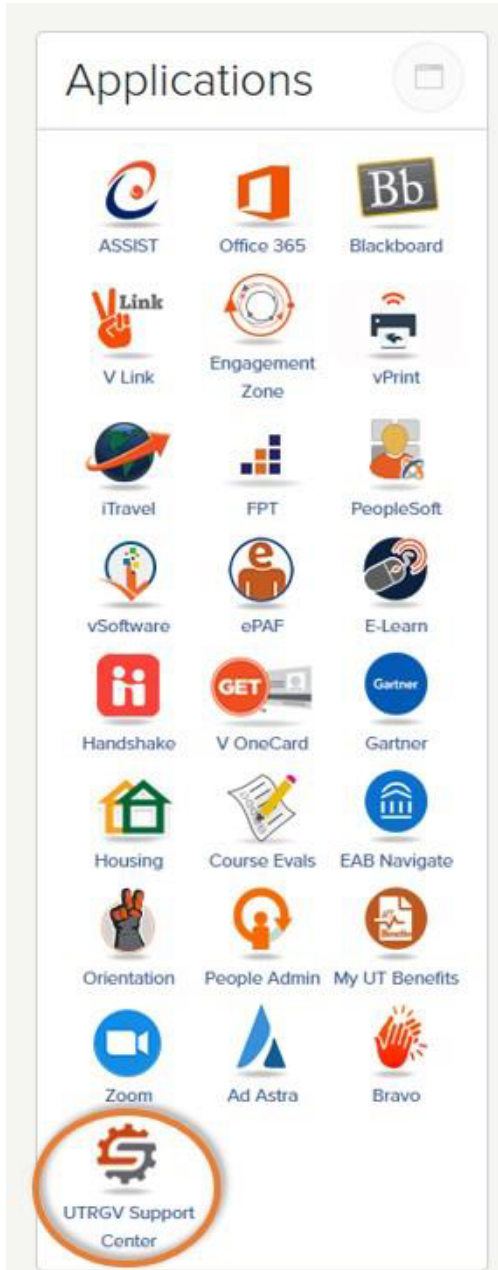 Applications
ASSIST Office 365 Bb Blackboard
Link
V Link Engagement Zone vPrint
iTravel FPT PeopleSoft
e
vSoftware ePAF E-Learn
GET Gartner
Handshake V OneCard Gartner
Housing Course Evals EAB Navigate
UT Benefits
Orientation People Admin My UT Benefits
Zoom Ad Astra Bravo
UTRGV Support
Center